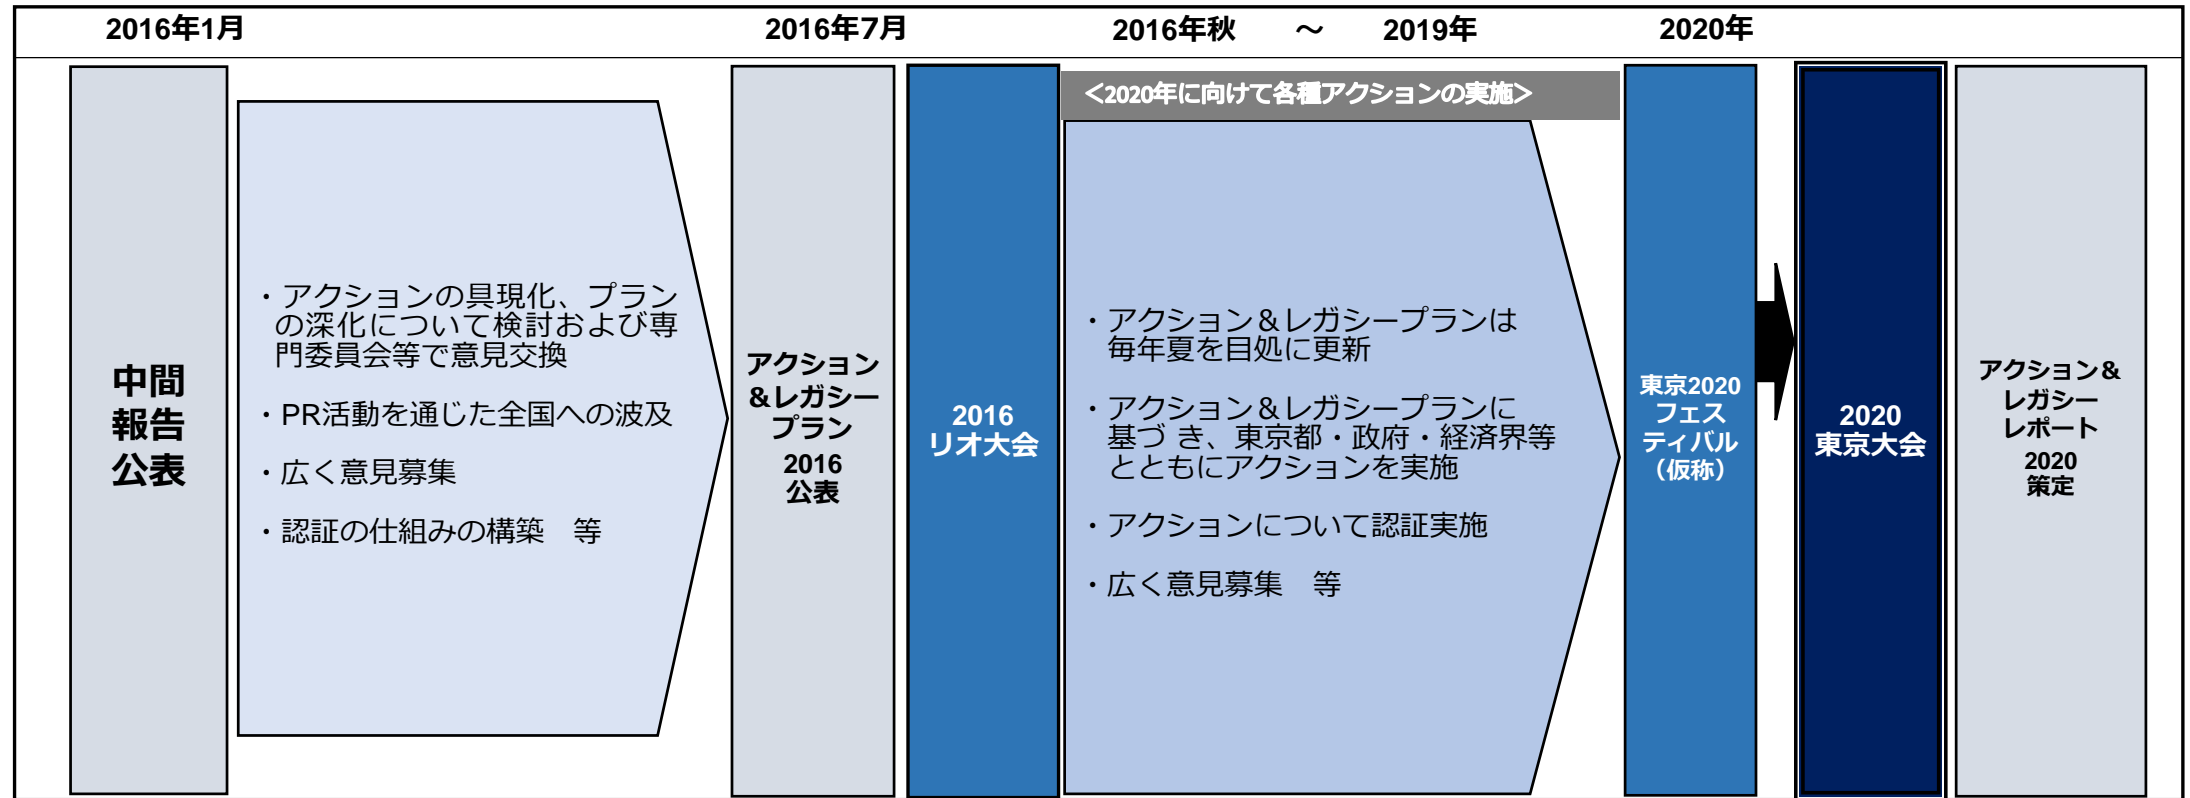 2016年1月
2016年7月
2016年秋　～　2019年
2020年
中間
報告
公表
・アクションの具現化、プラン
の深化について検討および専
門委員会等で意見交換
・PR活動を通じた全国への波及
・広く意見募集
・認証の仕組みの構築　等
アクション
&レガシー
プラン
2016
公表
2016
リオ大会
＜2020年に向けて各種アクションの実施＞
・アクション＆レガシープランは
毎年夏を目処に更新
・アクション＆レガシープランに
基づ き、東京都・政府・経済界等
とともにアクションを実施
・アクションについて認証実施
・広く意見募集　等
東京2020
フェス
ティバル
（仮称）
2020
東京大会
アクション＆
レガシー
レポート
2020
策定